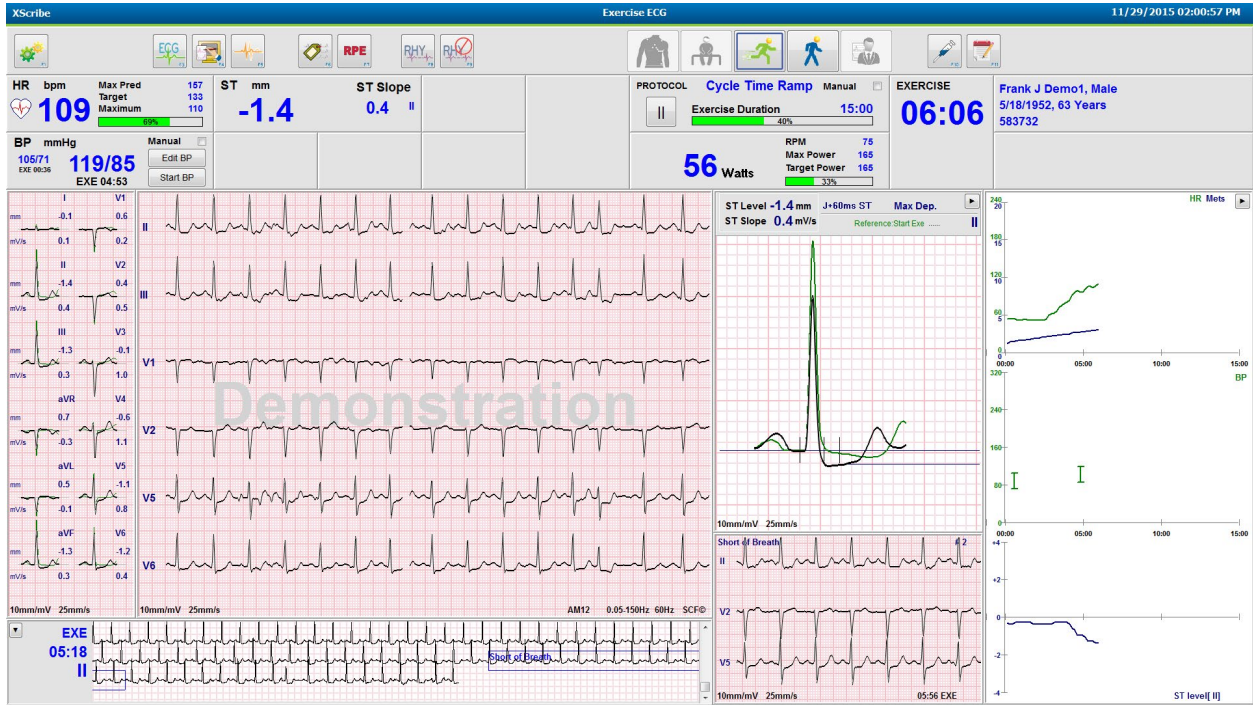 XScribe Exercise ECG 11/29/2015 02:00:57 PM
ECG RPE RHY RHY
HR bpm Max Pred 157 ST mm ST Slope PROTOCOL Cycle Time Ramp Manual EXERCISE Frank J Demo1, Male
109 Target 133 -1.4 0.4 II Exercise Duration 15:00 06:06 5/18/1952, 63 Years
Maximum 110 583732
69% 40%
BP mmHg Manual RPM 75
105/71 119/85 Edit BP 56 Watts Max Power 165
EXE 00:36 EXE 04:53 Start BP Target Power 165
33%
I V1
mm -0.1 0.6
mV/s 0.1 0.2
II V2
mm -1.4 0.4
mV/s 0.4 0.5
III V3
mm -1.3 -0.1
mV/s 0.3 1.0
aVR V4
mm 0.7 -0.6
mV/s -0.3 1.1
aVL V5
mm 0.5 -1.1
mV/s -0.1 0.8
aVF V6
mm -1.3 -1.2
mV/s 0.3 0.4
10mm/mV 25mm/s
II
III
V1
Demonstration
V2
V5
V6
10mm/mV 25mm/s AM12 0.05-150Hz 60Hz SCF©
ST Level -1.4 mm J+60ms ST Max Dep.
ST Slope 0.4 mV/s Reference:Start Exe ...... II
10mm/mV 25mm/s
Short of Breath # 2
II
V2
V5
10mm/mV 25mm/s 05:56 EXE
EXE
05:18
II
Short of Breath
HR Mets
240
20
180
15
120
10
60
5
0
0
00:00 05:00 10:00 15:00
BP
320
240
160
80
0
00:00 05:00 10:00 15:00
+4
+2
0
-2
-4
ST level[ II]